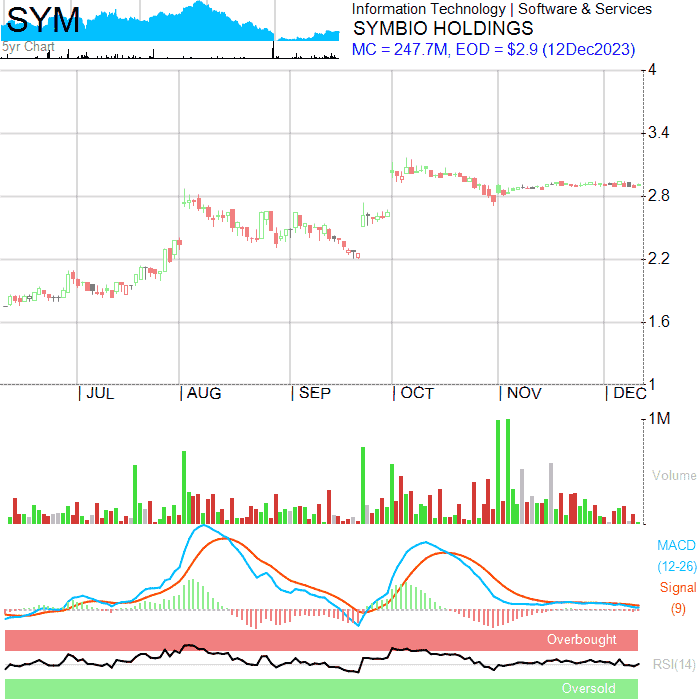 SYM
5yr Chart
Information Technology | Software & Services
SYMBIO HOLDINGS
MC = 247.7M, EOD = $2.9 (12Dec2023)
4
3.4
2.8
2.2
1.6
1
| JUL | AUG | SEP | OCT | NOV | DEC
1M
Volume
MACD
(12-26)
Signal
(9)
Overbought
RSI(14)
Oversold